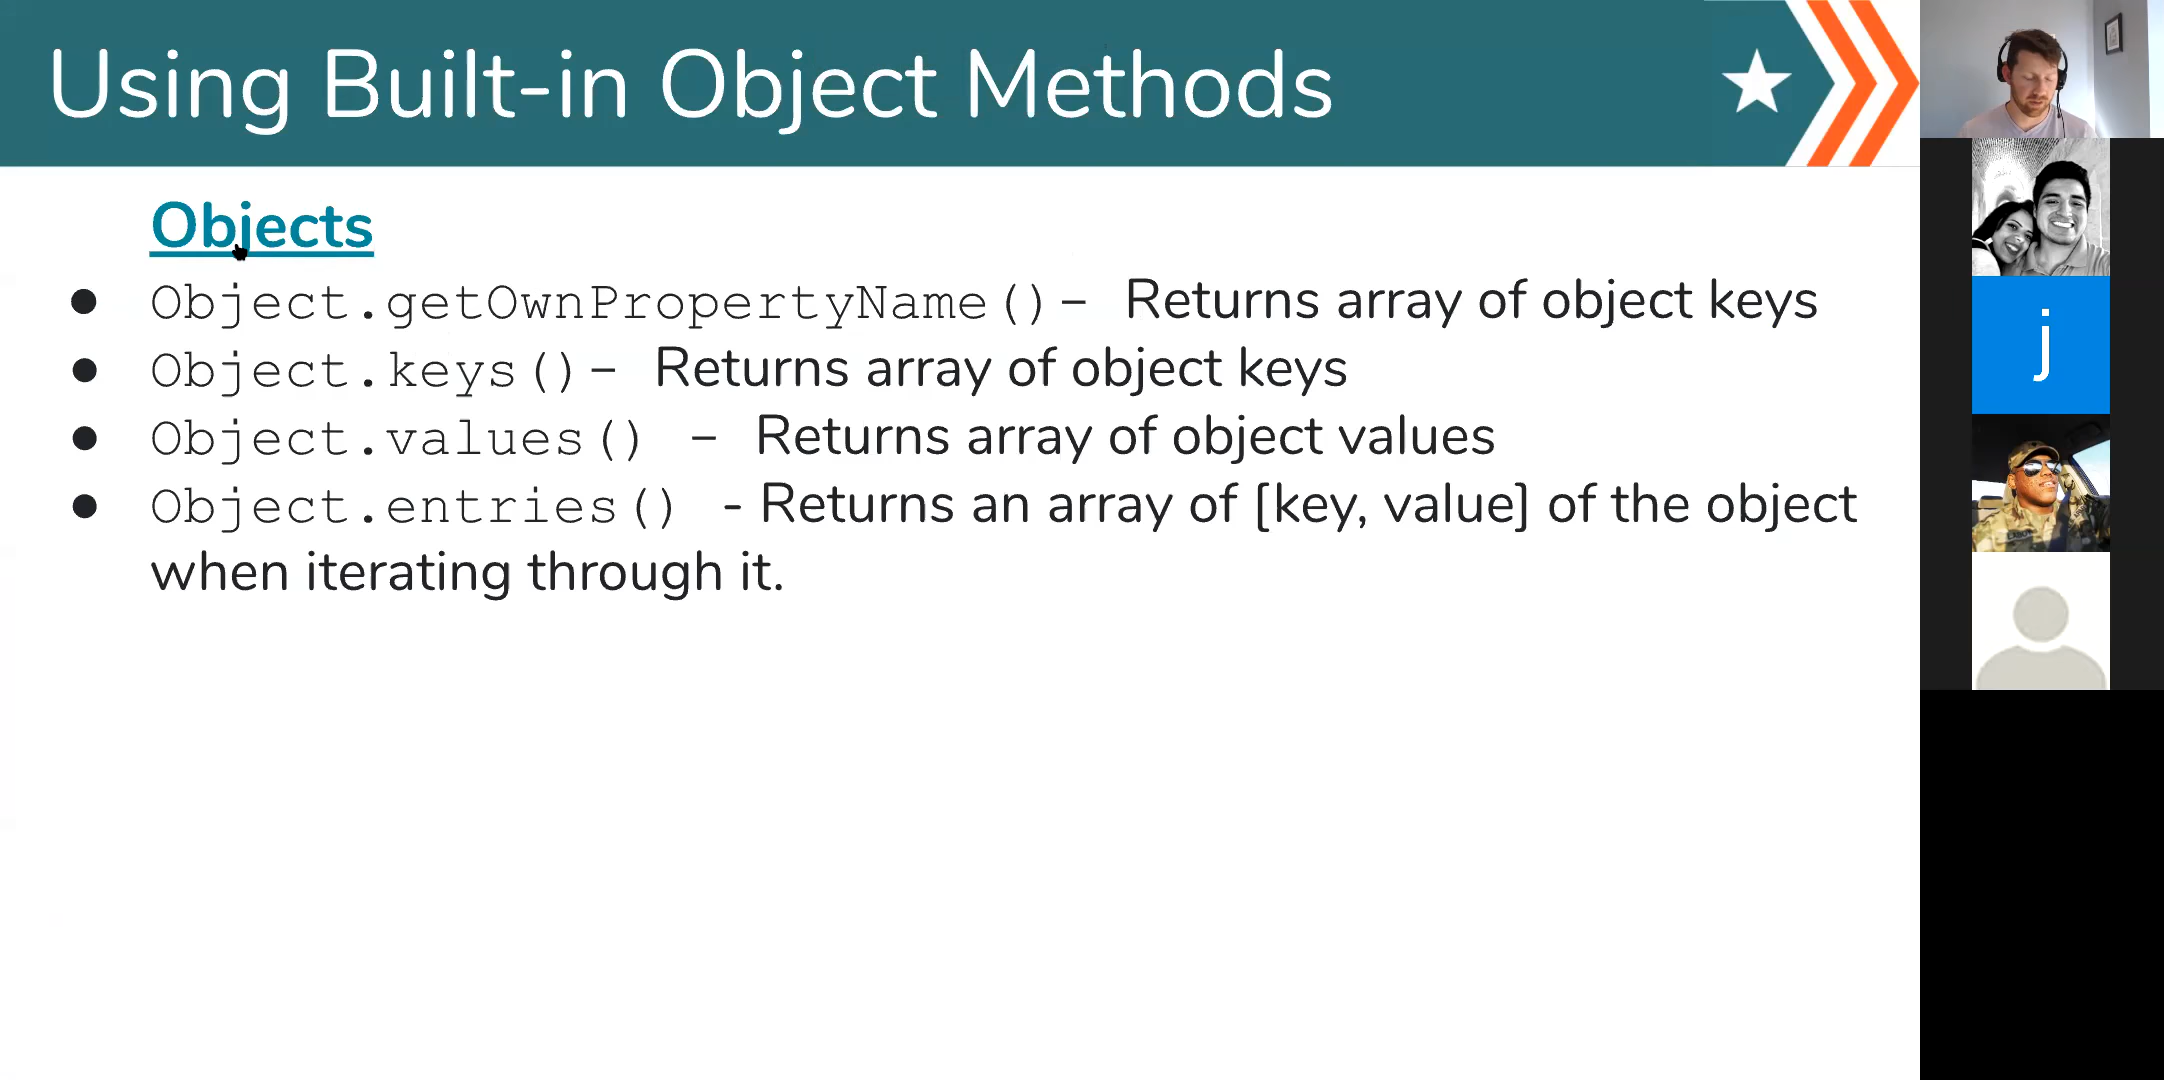 Using Built-in Object Methods
Objects
● Object.getOwnPropertyName()– Returns array of object keys
● Object.keys()– Returns array of object keys
● Object.values() – Returns array of object values
● Object.entries() - Returns an array of [key, value] of the object
when iterating through it.
j